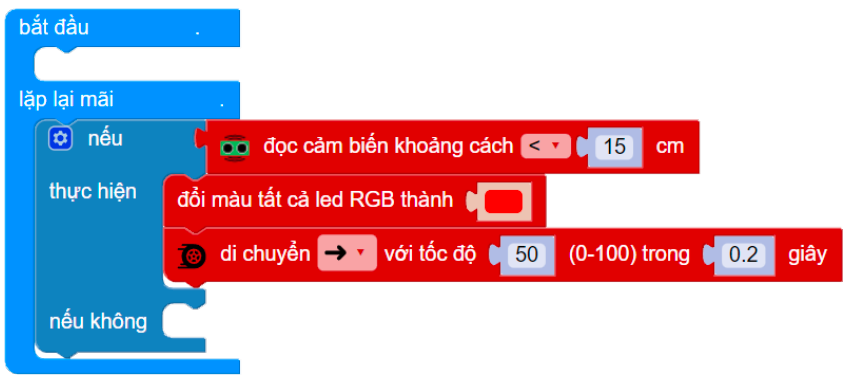 bắt đầu .
lặp lại mãi .
nếu đọc cảm biến khoảng cách < 15 cm
thực hiện đổi màu tất cả led RGB thành
di chuyển ➜ với tốc độ 50 (0-100) trong 0.2 giây
nếu không